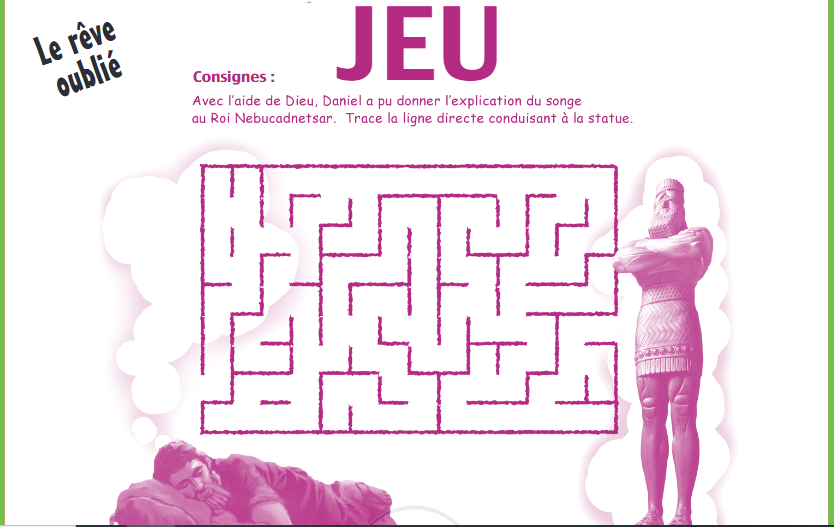 Le rêve
oublié
JEU
Consignes :
Avec l'aide de Dieu, Daniel a pu donner l'explication du songe
au Roi Nebucadnetsar. Trace la ligne directe conduisant à la statue.